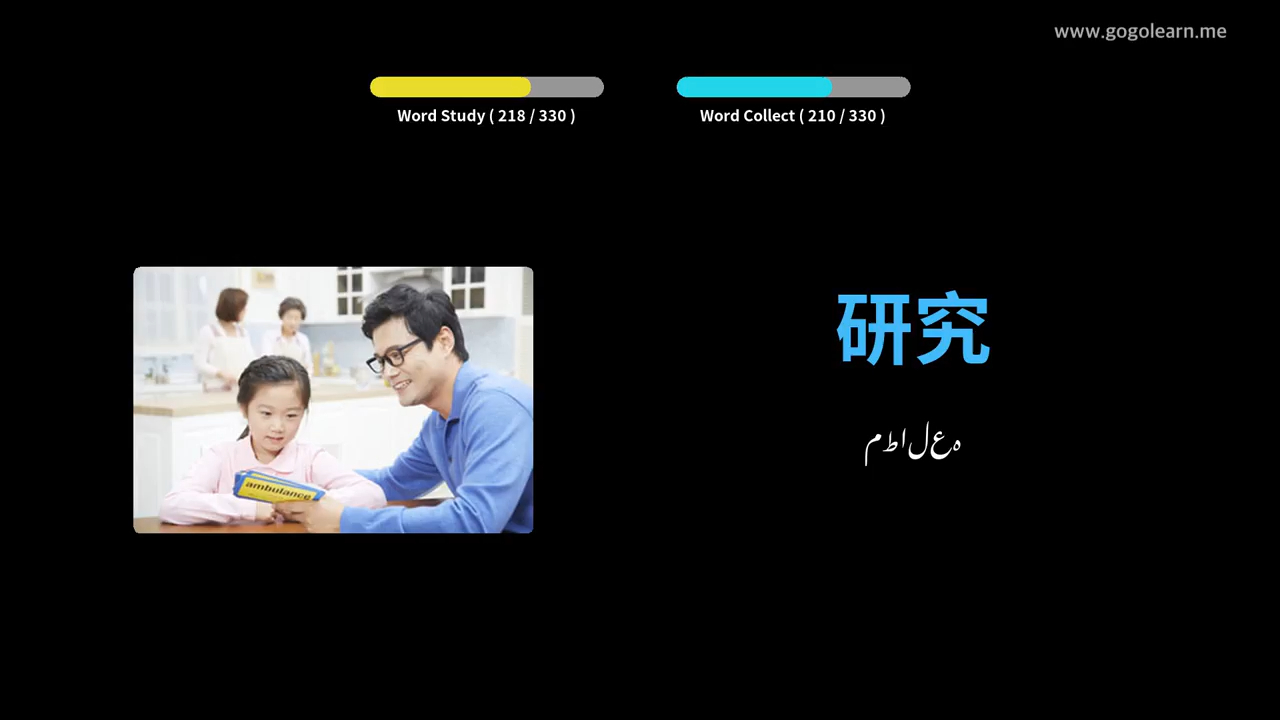 www.gogolearn.me
Word Study ( 218 / 330 )
Word Collect ( 210 / 330 )
ambulance
研究
مطالعہ